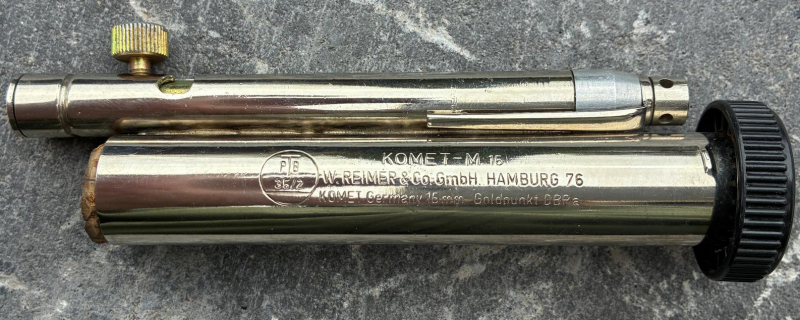 PTB
35/2
KOMET-M 15
W. REIMER & Co. GmbH. HAMBURG 76
KOMET Germany 15 mm Goldpunkt DBPa